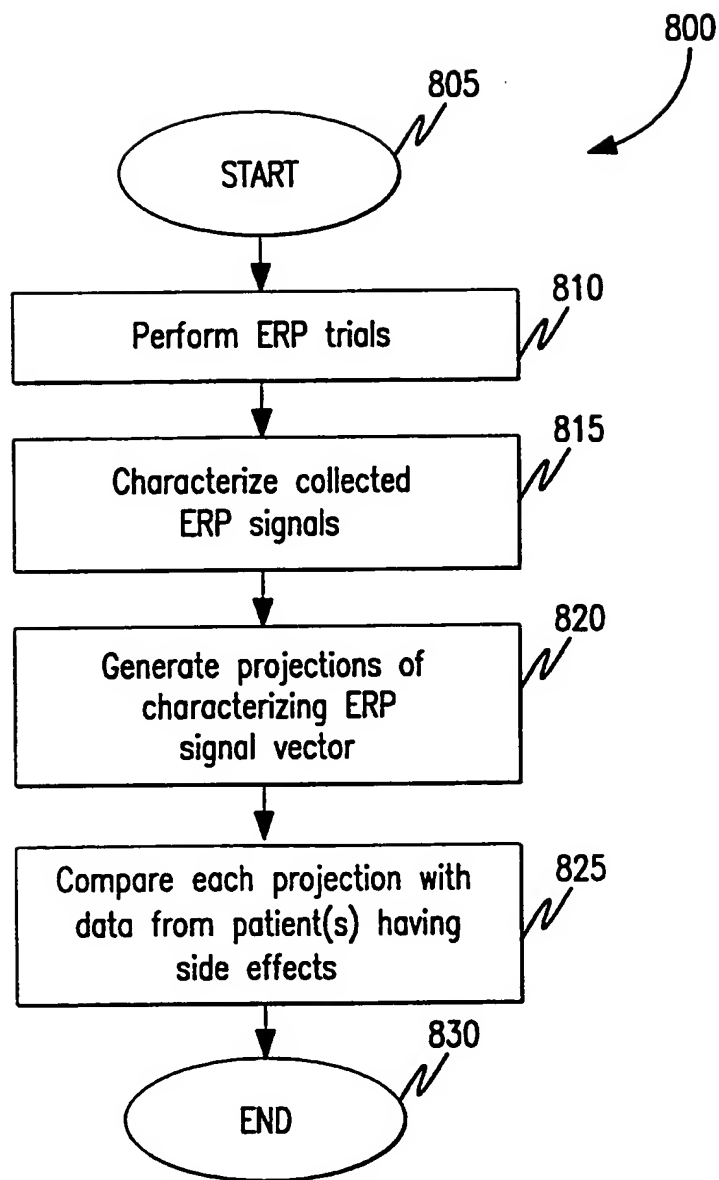 800
805
START
810
Perform ERP trials
815
Characterize collected
ERP signals
820
Generate projections of
characterizing ERP
signal vector
825
Compare each projection with
data from patient(s) having
side effects
830
END